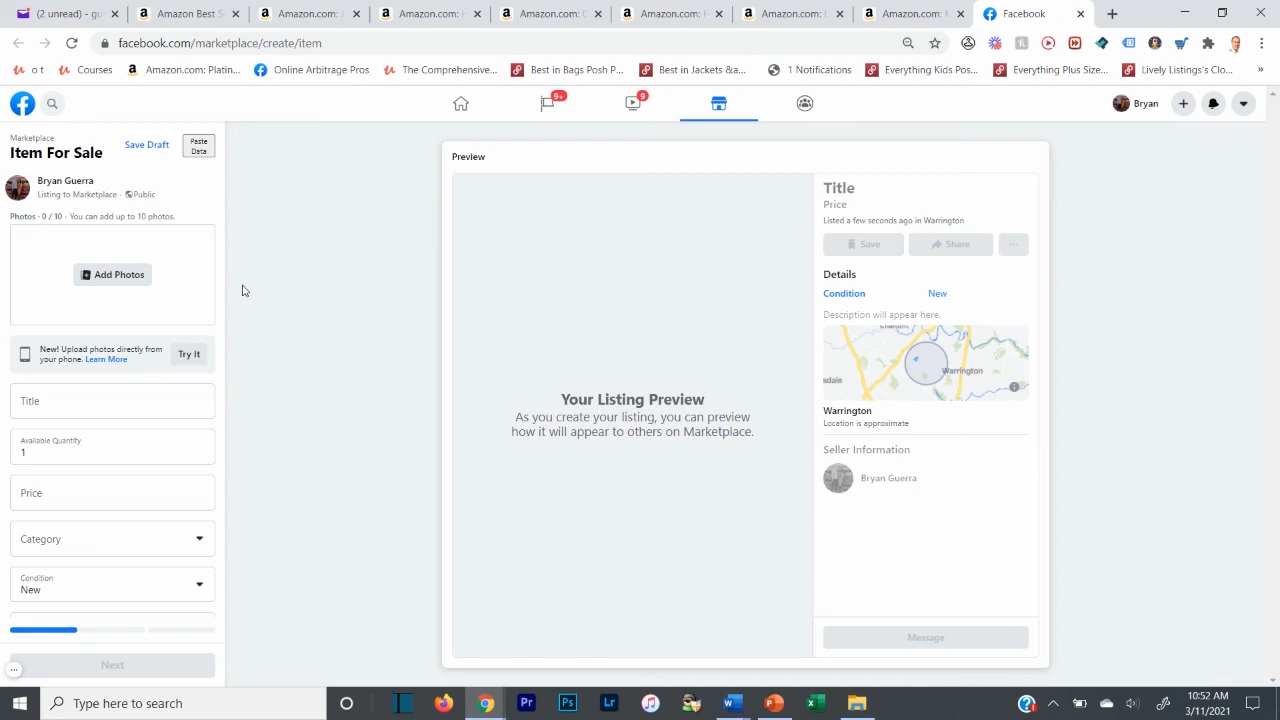 (2 unread) - g
Amazon Best S
Amazon.com: A
Amazon.com: H
Amazon.com: C
Amazon.com: F
Amazon.com: L
Amazon.com:
Facebook
facebook.com/marketplace/create/item
o t
Courses
Amazon.com: Platin...
Online Arbitrage Pros
The Comprehensive...
Best in Bags Posh P...
Best in Jackets &a...
1 Notifications
Everything Kids Pos...
Everything Plus Size...
Lively Listings's Clo...
»
9+
9
Bryan
Marketplace
Item For Sale
Save Draft
Paste
Data
Bryan Guerra
Listing to Marketplace · Public
Photos · 0 / 10 - You can add up to 10 photos.
Add Photos
New! Upload photos directly from
your phone. Learn More
Try It
Title
Available Quantity
1
Price
Category
Condition
New
Next
Preview
Your Listing Preview
As you create your listing, you can preview
how it will appear to others on Marketplace.
Title
Price
Listed a few seconds ago in Warrington
Save
Share
Details
Condition
New
Description will appear here.
Warrington
Warrington
Location is approximate
Seller Information
Bryan Guerra
Message
Type here to search
Pr
Ps
Lr
10:52 AM
3/11/2021